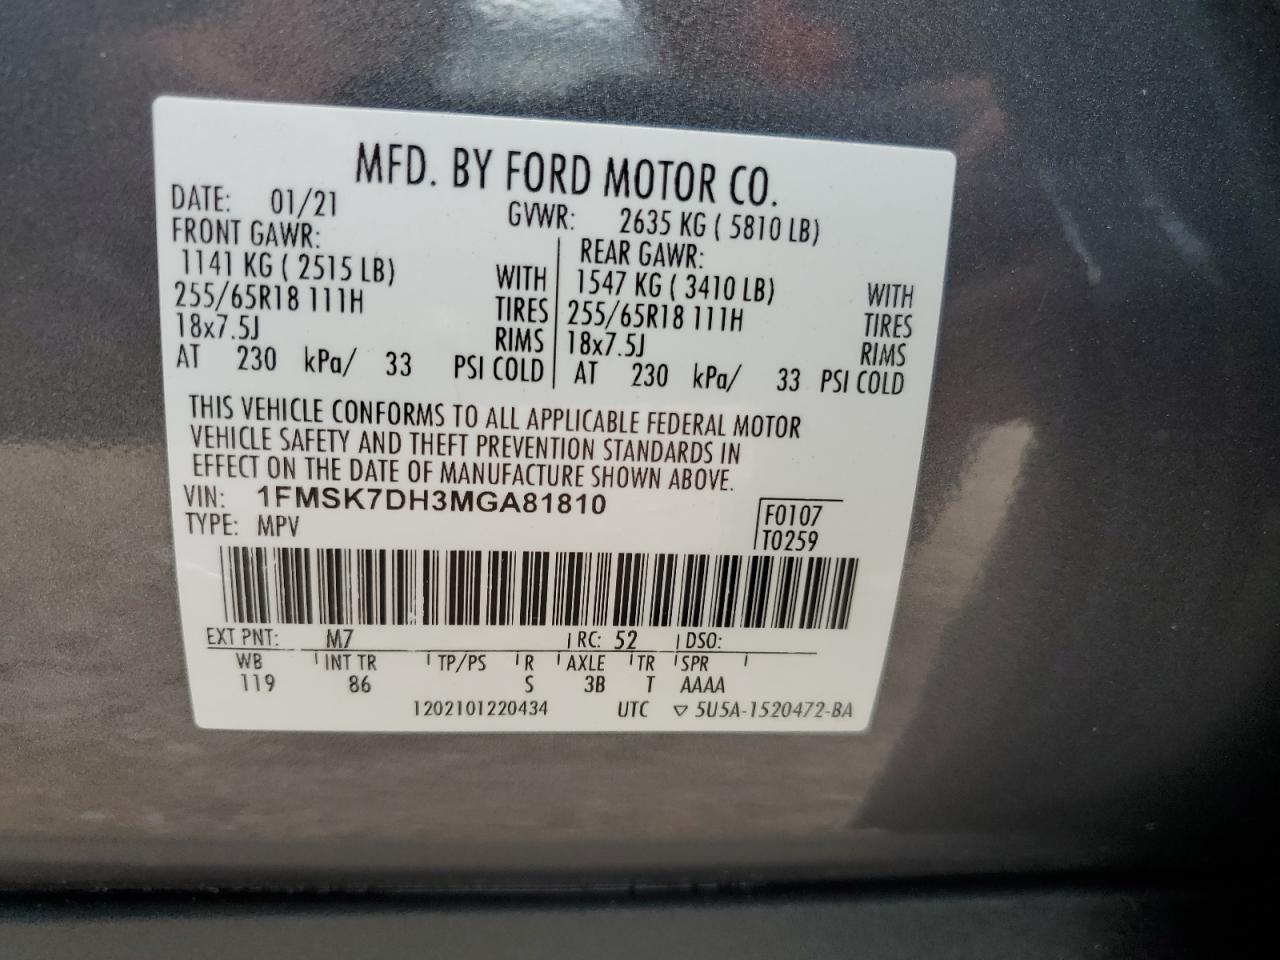 MFD. BY FORD MOTOR CO.
DATE: 01/21 GVWR: 2635 KG ( 5810 LB)
FRONT GAWR: REAR GAWR:
1141 KG ( 2515 LB) WITH 1547 KG ( 3410 LB) WITH
255/65R18 111H TIRES 255/65R18 111H TIRES
18x7.5J RIMS 18x7.5J RIMS
AT 230 kPa/ 33 PSI COLD AT 230 kPa/ 33 PSI COLD
THIS VEHICLE CONFORMS TO ALL APPLICABLE FEDERAL MOTOR
VEHICLE SAFETY AND THEFT PREVENTION STANDARDS IN
EFFECT ON THE DATE OF MANUFACTURE SHOWN ABOVE.
VIN: 1FMSK7DH3MGA81810
TYPE: MPV
F0107
T0259
EXT PNT: M7 RC: 52 DSO:
WB INT TR TP/PS R AXLE TR SPR
119 86 S 3B T AAAA
1202101220434 UTC ▽ 5U5A-1520472-BA